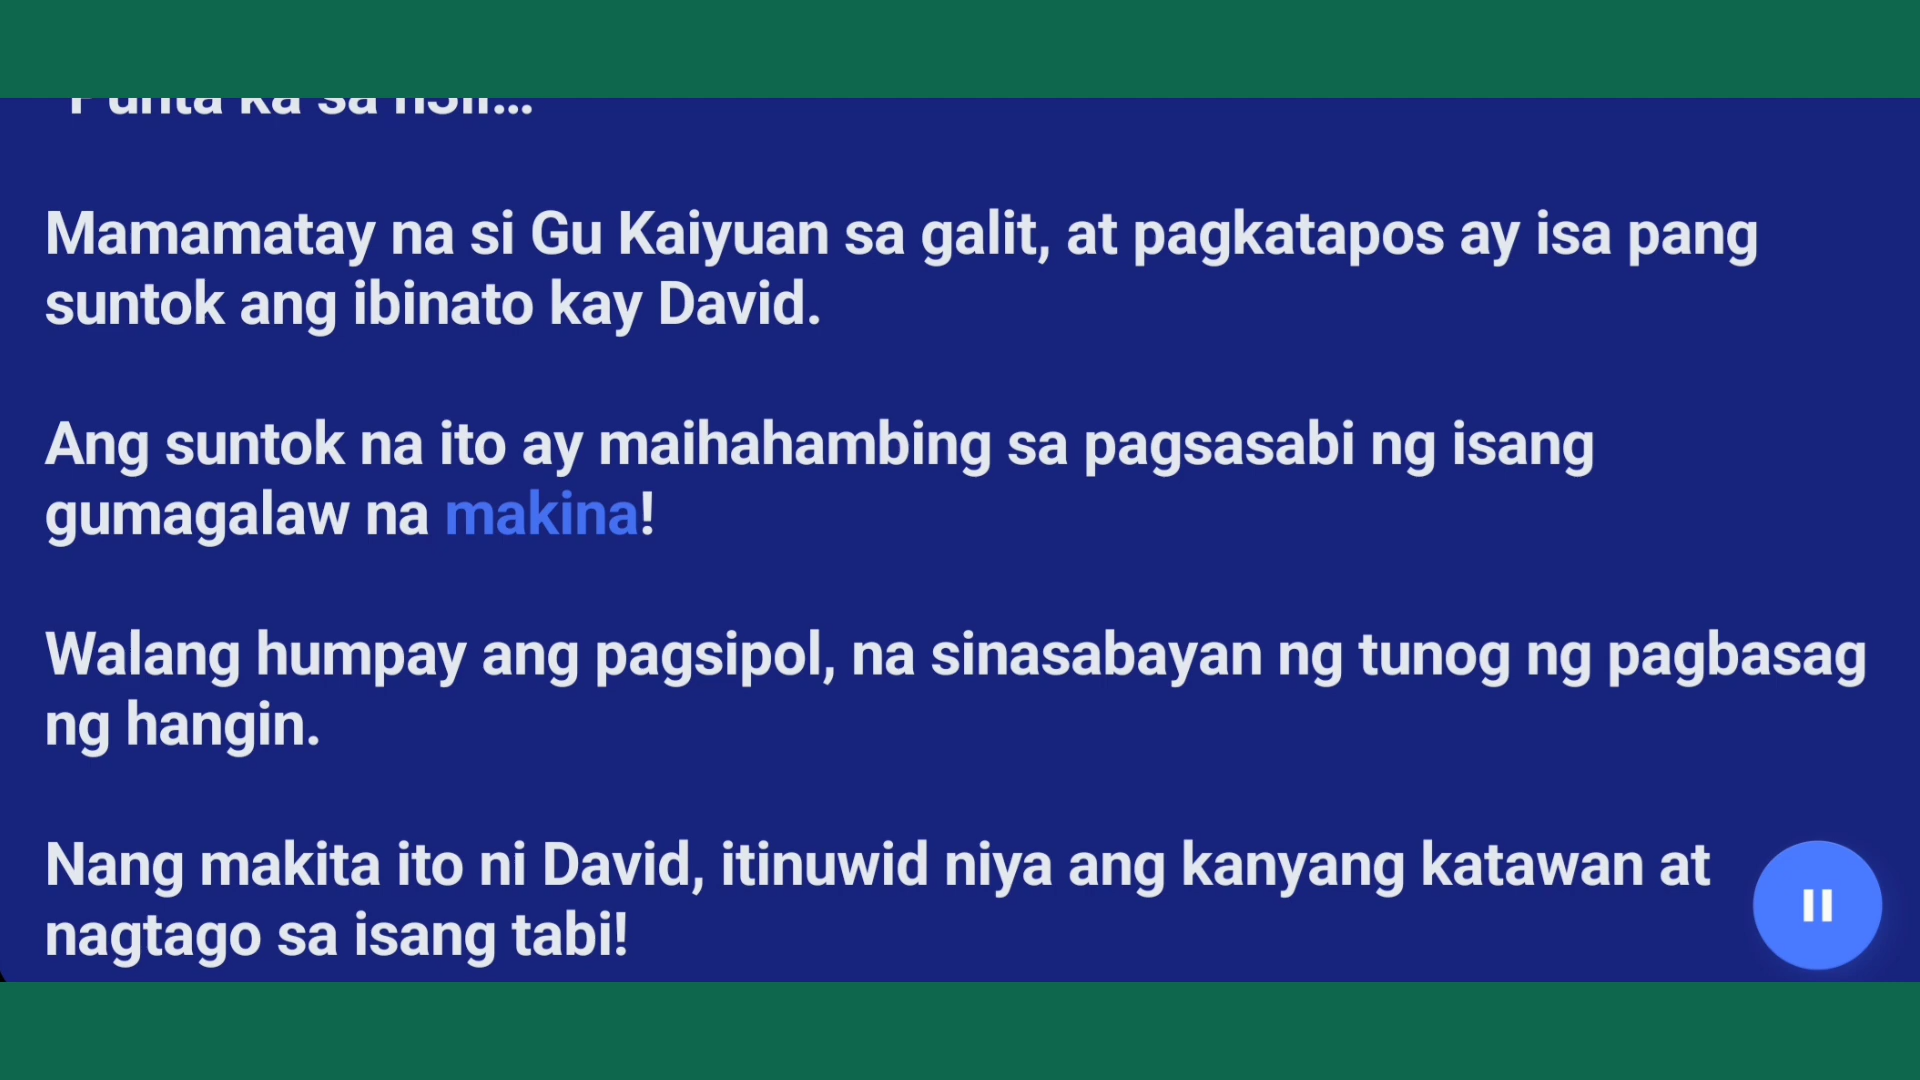 Punta ka sa
Mamamatay na si Gu Kaiyuan sa galit, at pagkatapos ay isa pang
suntok ang ibinato kay David.
Ang suntok na ito ay maihahambing sa pagsasabi ng isang
gumagalaw na makina!
Walang humpay ang pagsipol, na sinasabayan ng tunog ng pagbasag
ng hangin.
Nang makita ito ni David, itinuwid niya ang kanyang katawan at
nagtago sa isang tabi!